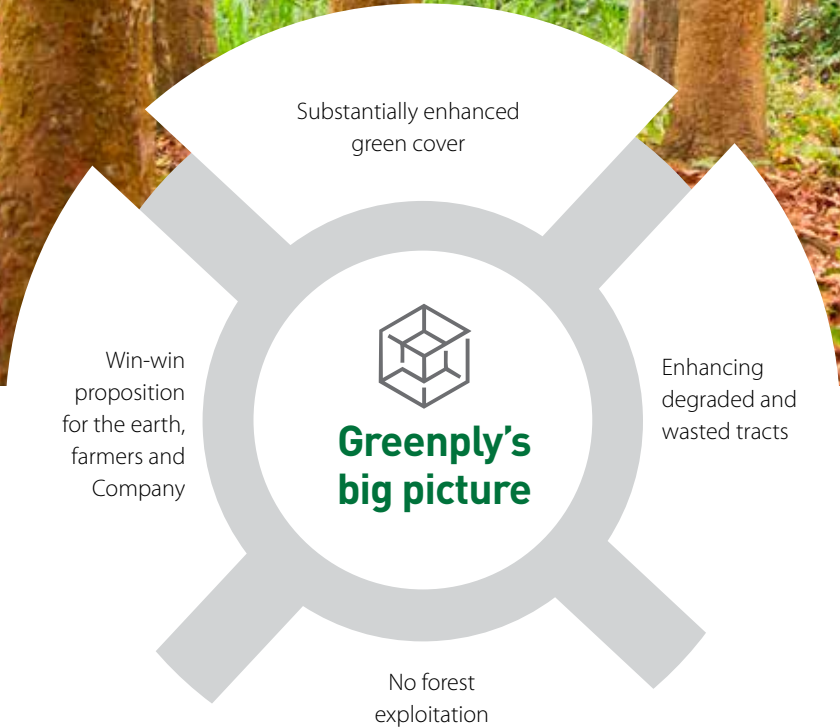 Substantially enhanced
green cover
Win-win
proposition
for the earth,
farmers and
Company
Greenply’s
big picture
Enhancing
degraded and
wasted tracts
No forest
exploitation